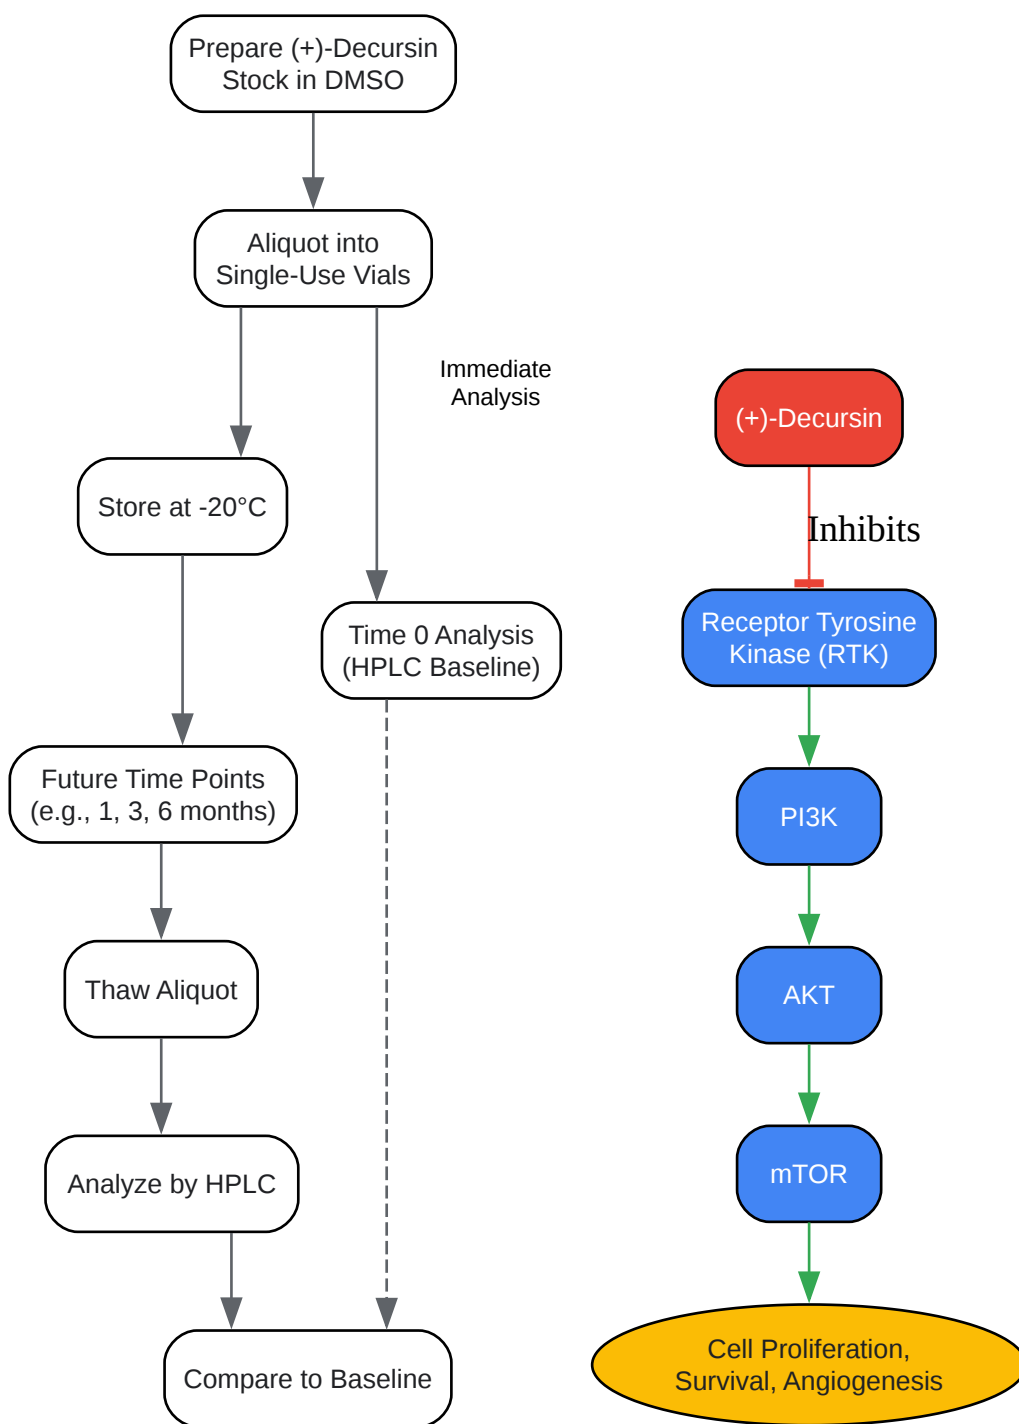 Prepare (+)-Decursin
Stock in DMSO
Aliquot into
Single-Use Vials
Immediate
Analysis
Store at -20°C
Time 0 Analysis
(HPLC Baseline)
Future Time Points
(e.g., 1, 3, 6 months)
Thaw Aliquot
Analyze by HPLC
Compare to Baseline
(+)-Decursin
Inhibits
Receptor Tyrosine
Kinase (RTK)
PI3K
AKT
mTOR
Cell Proliferation,
Survival, Angiogenesis